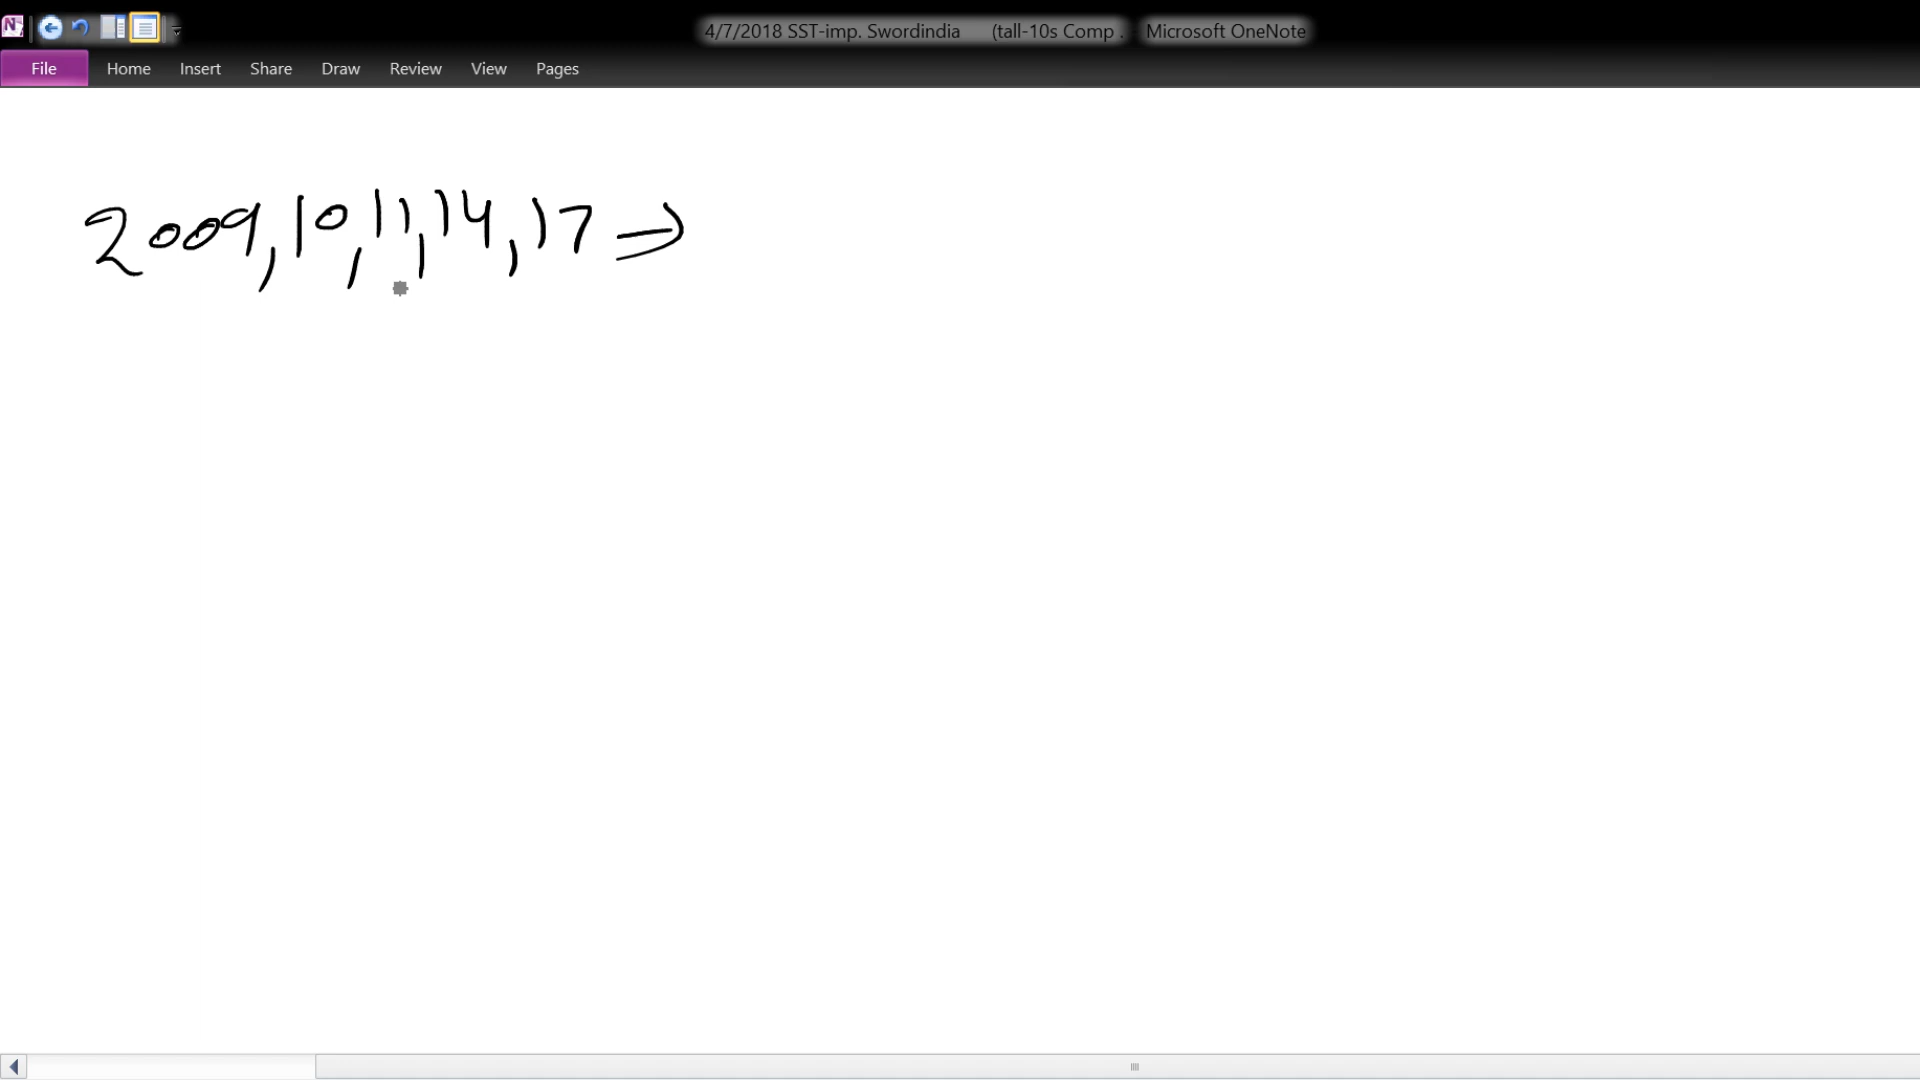 4/7/2018 SST-imp. Swordindia (tall-10s Comp . - Microsoft OneNote
File Home Insert Share Draw Review View Pages
2009,10,11,14,17 ⇒